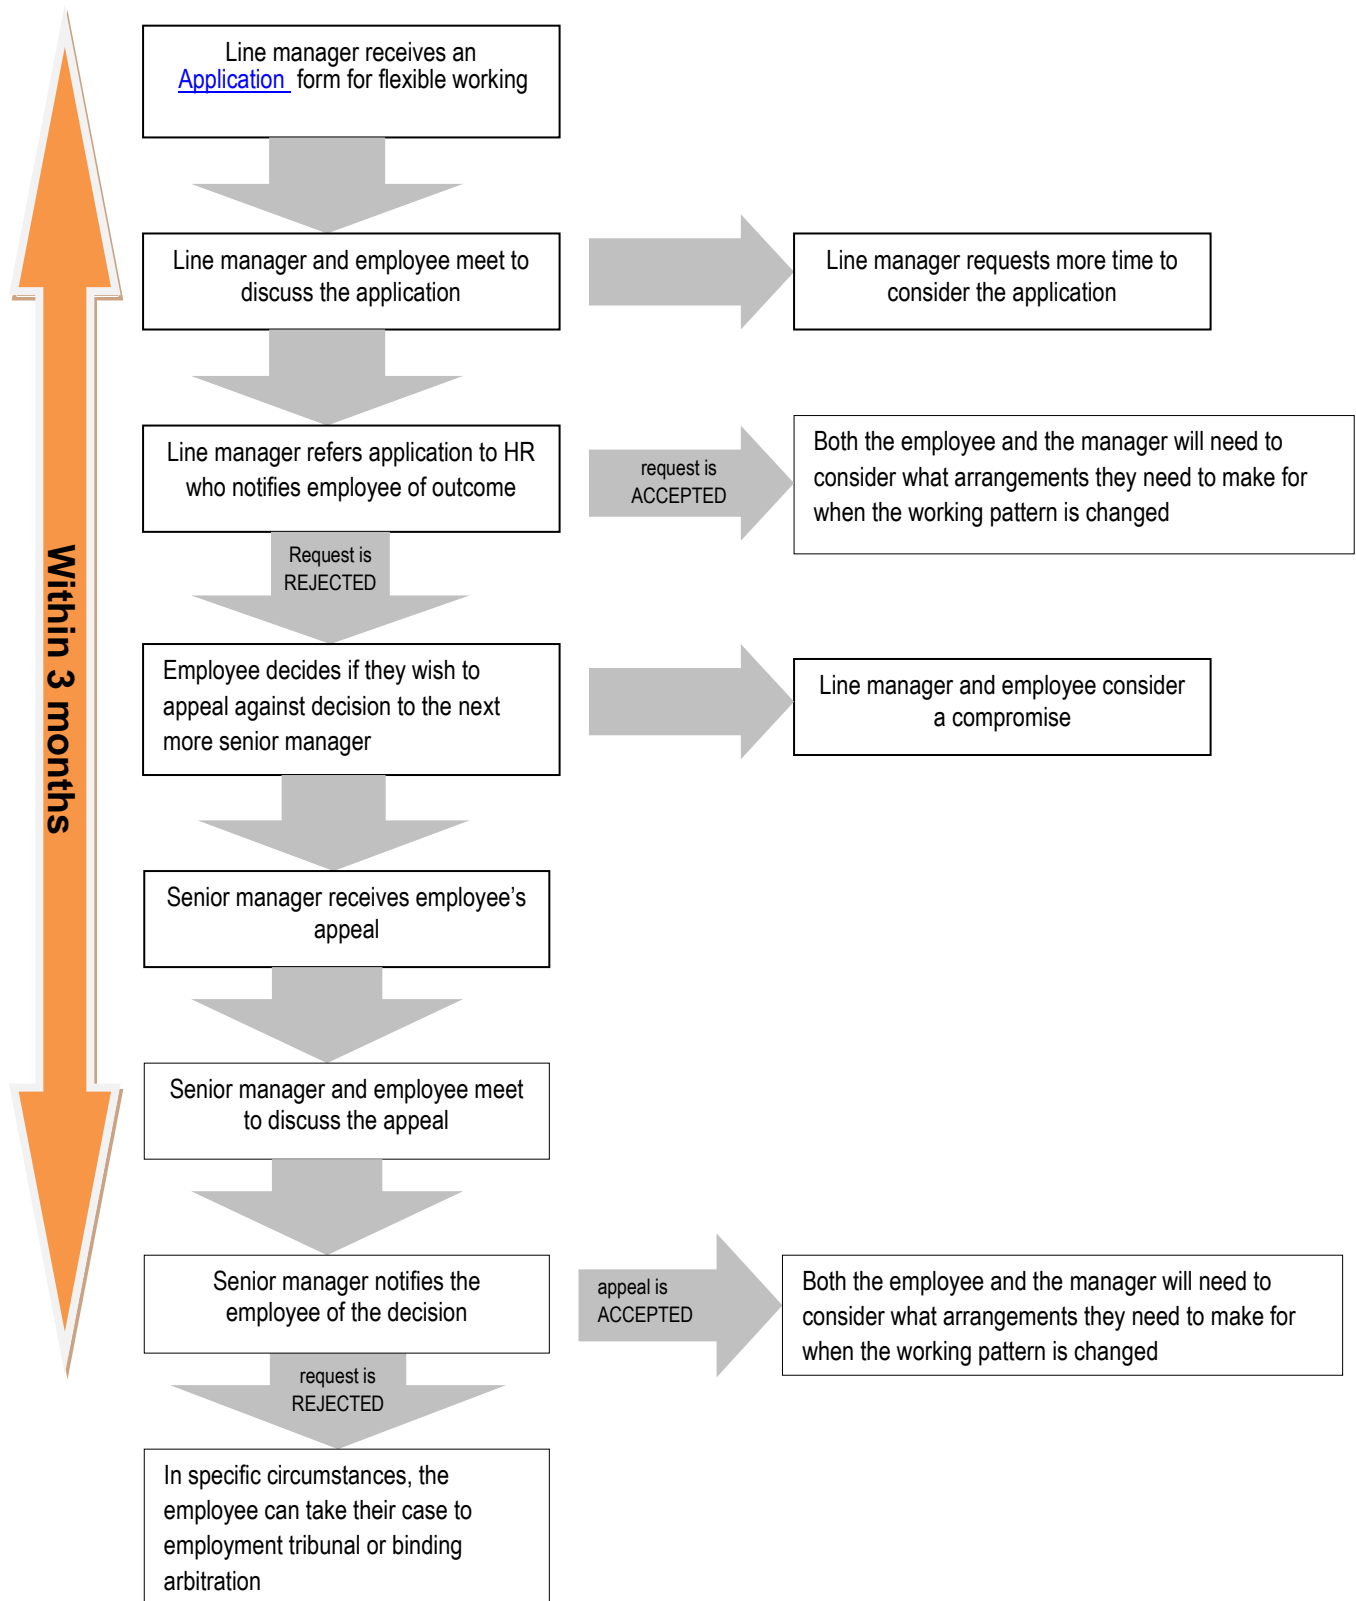 Line manager receives an
Application form for flexible working
Line manager and employee meet to
discuss the application
Line manager requests more time to
consider the application
Line manager refers application to HR
who notifies employee of outcome
request is
ACCEPTED
Both the employee and the manager will need to
consider what arrangements they need to make for
when the working pattern is changed
Request is
REJECTED
Within 3 months
Employee decides if they wish to
appeal against decision to the next
more senior manager
Line manager and employee consider
a compromise
Senior manager receives employee’s
appeal
Senior manager and employee meet
to discuss the appeal
Senior manager notifies the
employee of the decision
appeal is
ACCEPTED
Both the employee and the manager will need to
consider what arrangements they need to make for
when the working pattern is changed
request is
REJECTED
In specific circumstances, the
employee can take their case to
employment tribunal or binding
arbitration